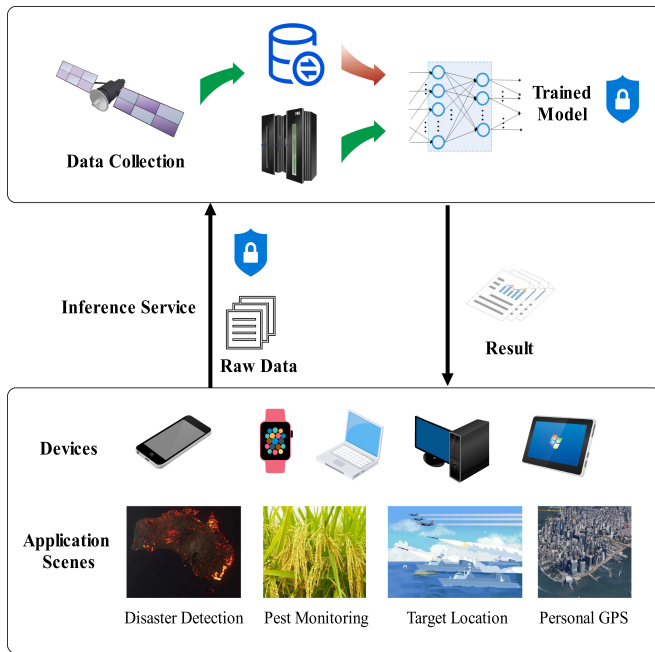 Data Collection
Trained
Model
Inference Service
Raw Data
Result
Devices
Application
Scenes
Disaster Detection
Pest Monitoring
Target Location
Personal GPS